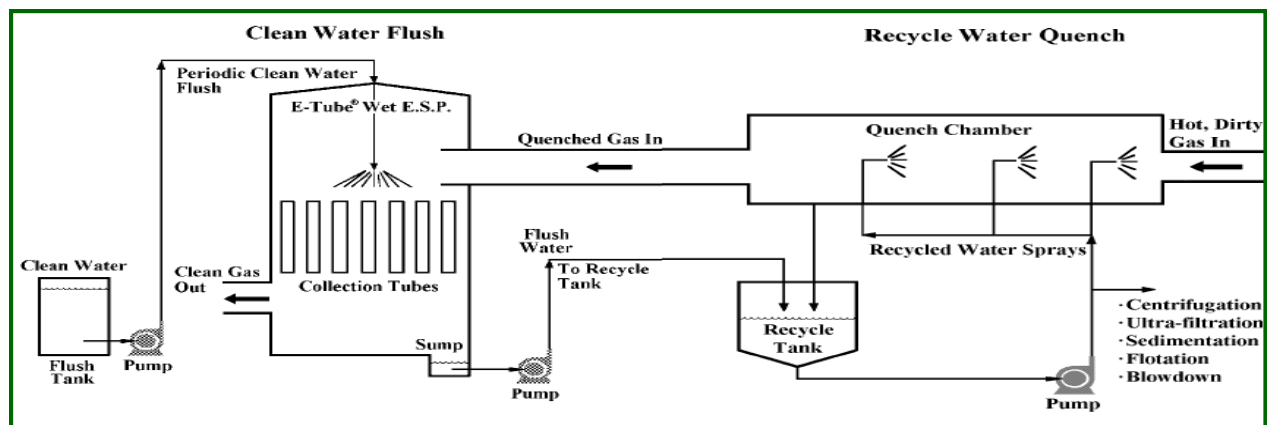 Clean Water Flush
Recycle Water Quench
Periodic Clean Water
Flush
E-Tube® Wet E.S.P.
Quenched Gas In
Quench Chamber
Hot, Dirty
Gas In
Flush
Water
Recycled Water Sprays
Clean Water
Clean Gas
Out
Collection Tubes
To Recycle
Tank
· Centrifugation
· Ultra-filtration
· Sedimentation
· Flotation
· Blowdown
Recycle
Tank
Sump
Flush
Tank
Pump
Pump
Pump